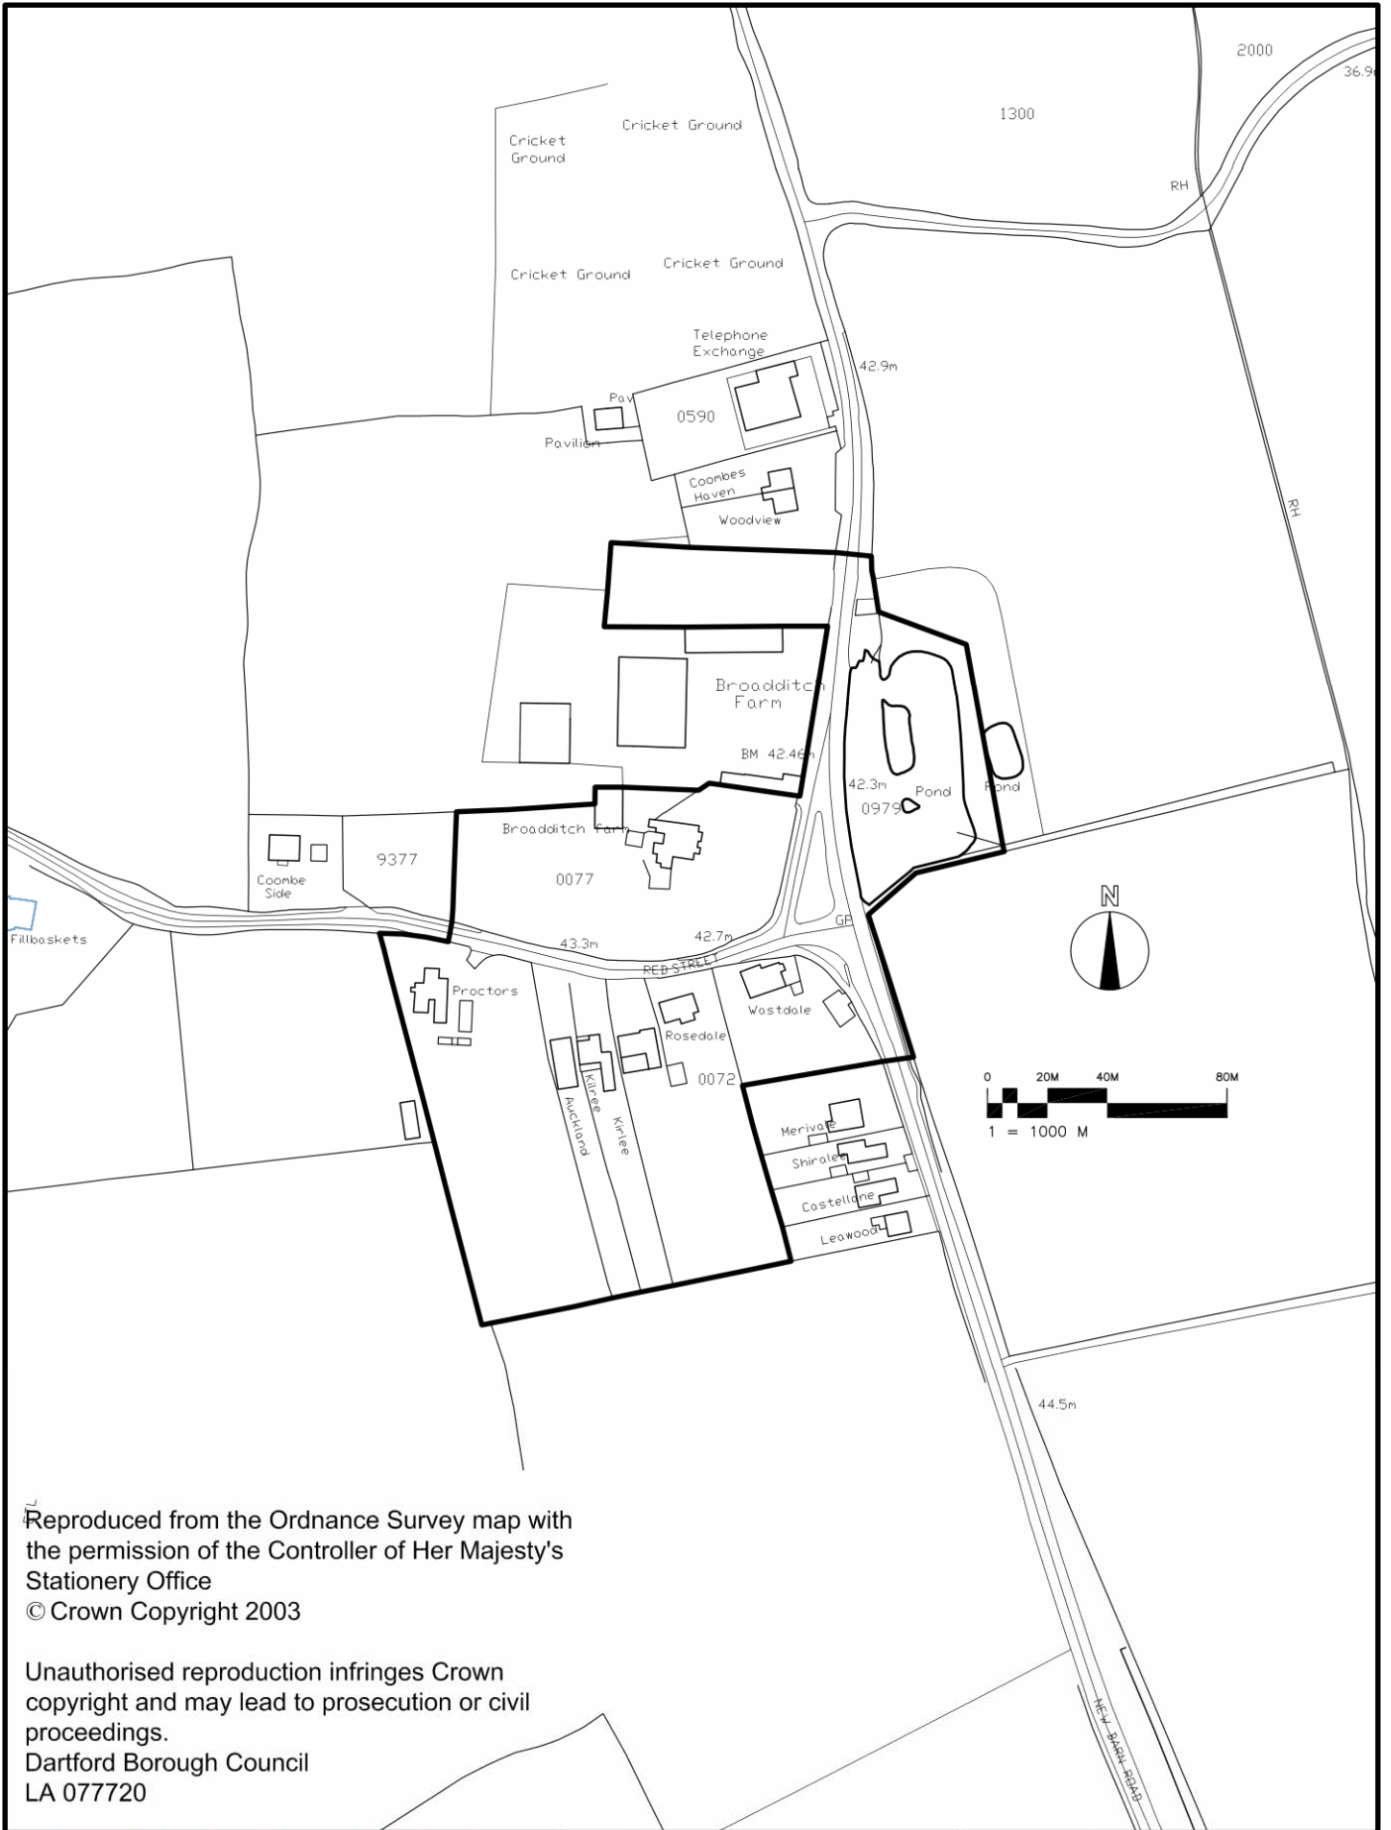 2000
36.9
1300
Cricket Ground
Cricket
Ground
RH
Cricket Ground
Cricket Ground
Telephone
Exchange
42.9m
Pav
0590
Pavilion
Coombes
Haven
Woodview
RH
Broadditch
Farm
BM 42.46m
42.3m
Pond
Pond
0979
Broadditch farm
9377
0077
Coombe
Side
N
GP
Fillbaskets
43.3m
42.7m
RED STREET
Proctors
Wastdale
Rosedale
0072
Kilree
Auckland
Kirlee
0 20M 40M 80M
1 = 1000 M
Merivale
Shiralee
Castellane
Leawood
44.5m
Reproduced from the Ordnance Survey map with
the permission of the Controller of Her Majesty's
Stationery Office
© Crown Copyright 2003
Unauthorised reproduction infringes Crown
copyright and may lead to prosecution or civil
proceedings.
Dartford Borough Council
LA 077720
NEW BARN ROAD